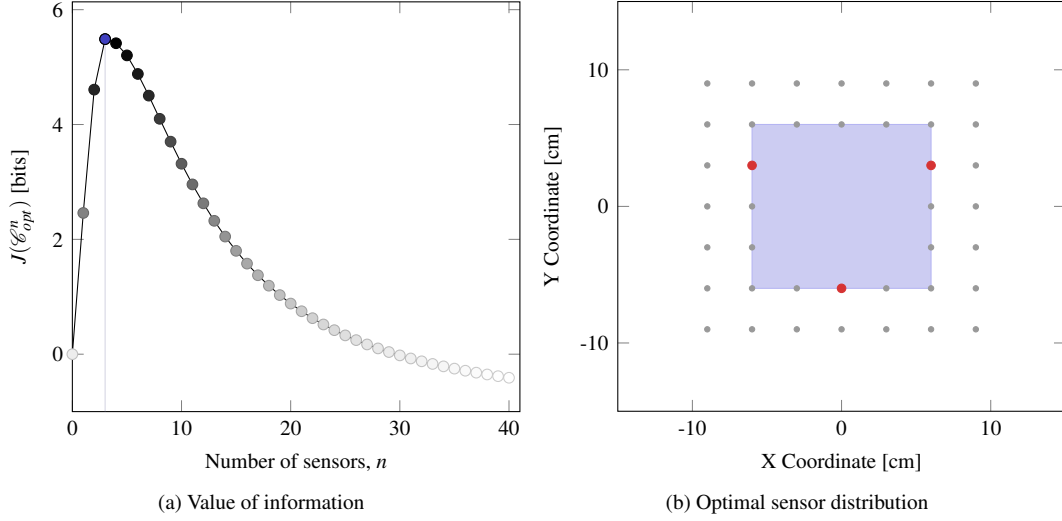 6
4
2
0
J(𝒞ⁿ_opt) [bits]
0
10
20
30
40
Number of sensors, n
(a) Value of information
10
0
-10
Y Coordinate [cm]
-10
0
10
X Coordinate [cm]
(b) Optimal sensor distribution